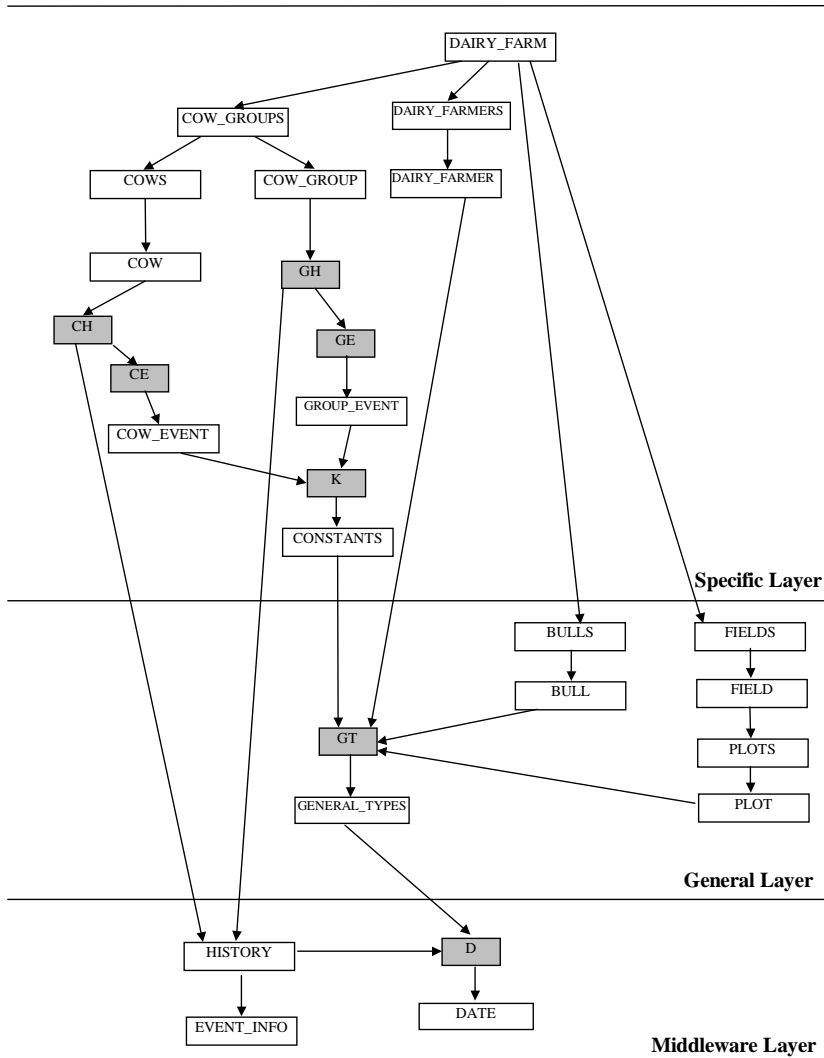 DAIRY_FARM
COW_GROUPS
DAIRY_FARMERS
COWS
COW_GROUP
DAIRY_FARMER
COW
GH
CH
GE
CE
GROUP_EVENT
COW_EVENT
K
CONSTANTS
Specific Layer
BULLS
FIELDS
BULL
FIELD
GT
PLOTS
GENERAL_TYPES
PLOT
General Layer
HISTORY
D
DATE
EVENT_INFO
Middleware Layer